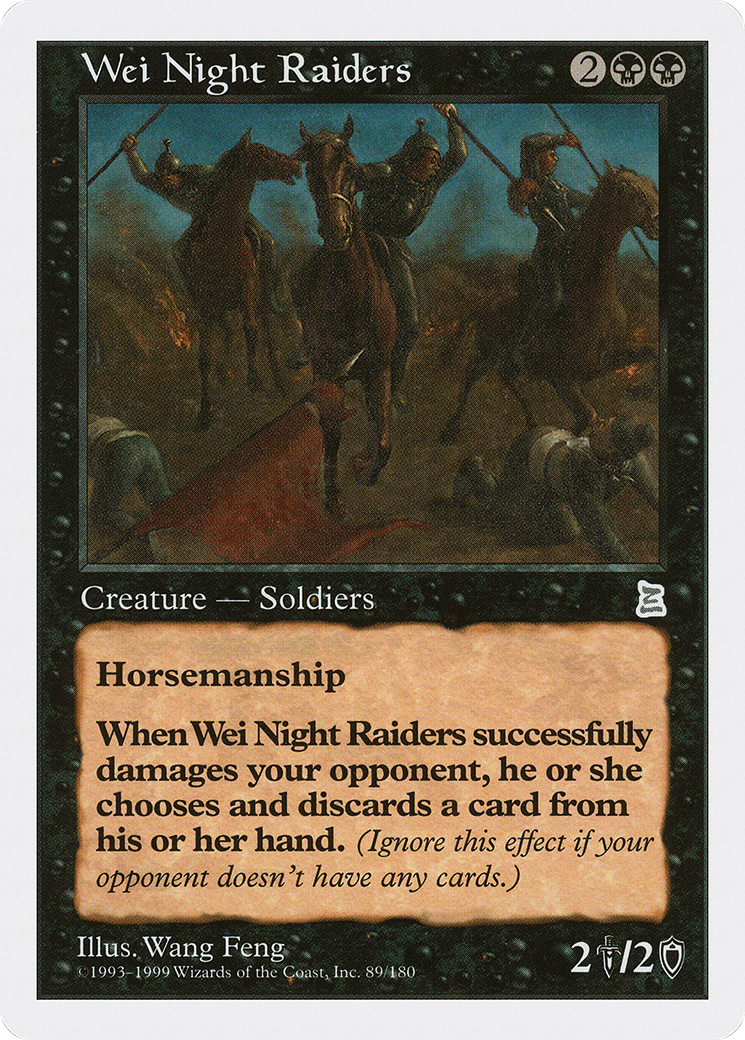 Wei Night Raiders 2
Creature — Soldiers
Horsemanship
When Wei Night Raiders successfully
damages your opponent, he or she
chooses and discards a card from
his or her hand. (Ignore this effect if your
opponent doesn't have any cards.)
Illus. Wang Feng
©1993–1999 Wizards of the Coast, Inc. 89/180
2/2